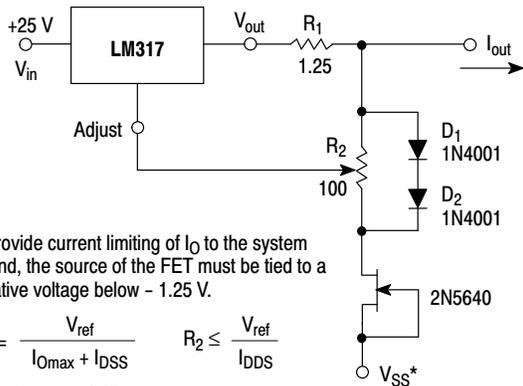 +25 V
Vin
LM317
Vout
R1
1.25
Iout
Adjust
R2
100
D1
1N4001
D2
1N4001
rovide current limiting of IO to the system
nd, the source of the FET must be tied to a
ative voltage below – 1.25 V.
= Vref / IOmax + IDSS
R2 ≤ Vref / IDDS
2N5640
VSS*